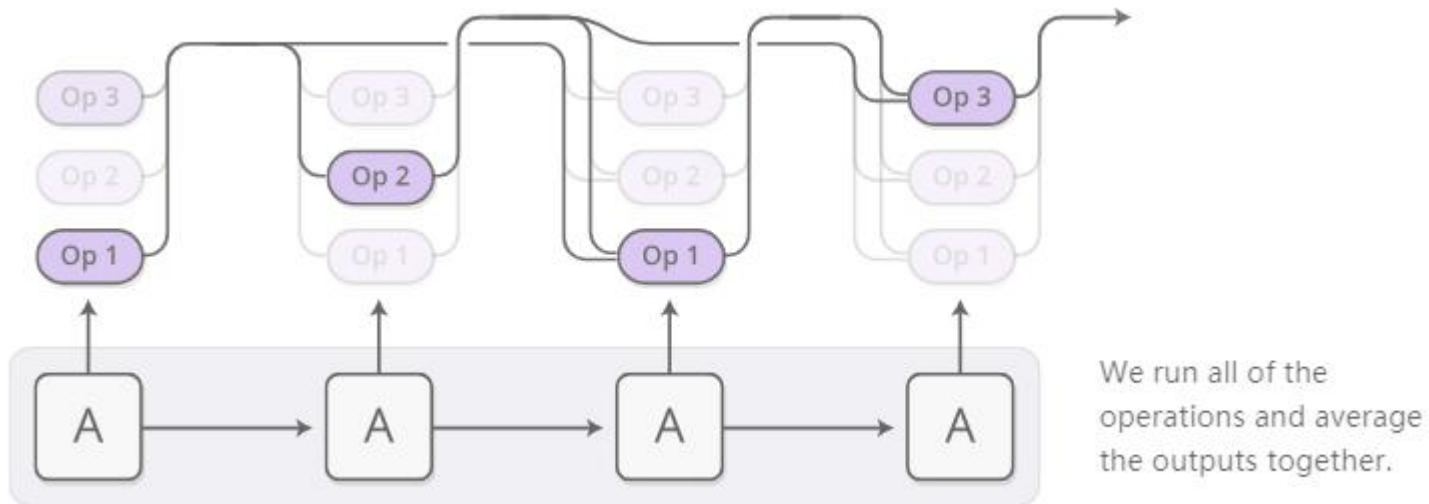 Op 3 Op 3 Op 3 Op 3
Op 2 Op 2 Op 2 Op 2
Op 1 Op 1 Op 1 Op 1
A A A A
We run all of the
operations and average
the outputs together.